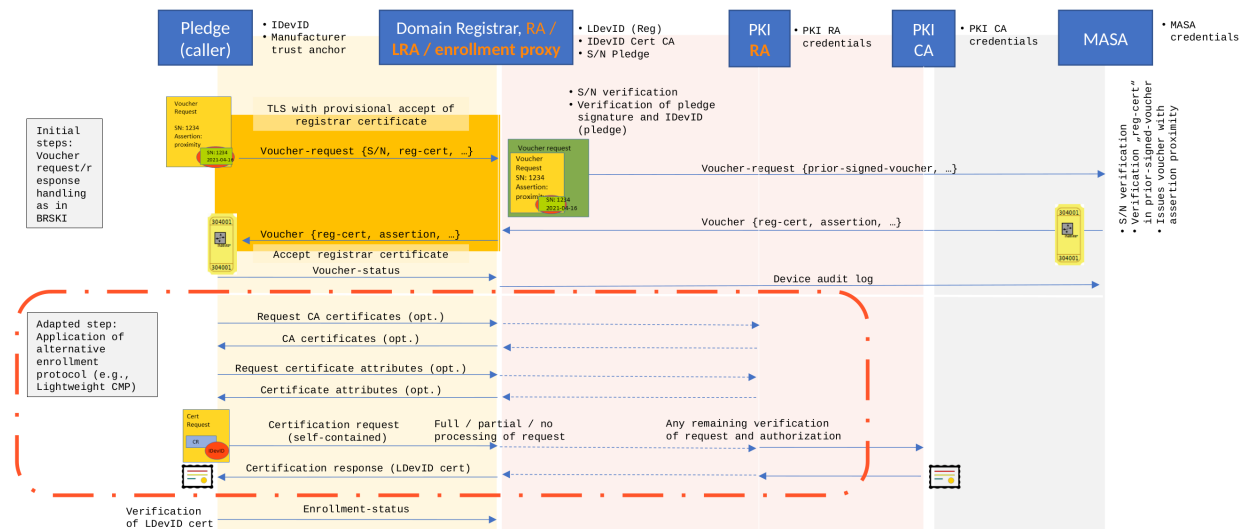 Pledge
(caller)
• IDevID
• Manufacturer
trust anchor
Domain Registrar, RA /
LRA / enrollment proxy
• LDevID (Reg)
• IDevID Cert CA
• S/N Pledge
PKI
RA
• PKI RA
credentials
PKI
CA
• PKI CA
credentials
MASA
• MASA
credentials
Initial
steps:
Voucher
request/r
esponse
handling
as in
BRSKI
Voucher
Request
SN: 1234
Assertion:
proximity
SN: 1234
2021-04-16
TLS with provisional accept of
registrar certificate
Voucher-request {S/N, reg-cert, …}
• S/N verification
• Verification of pledge
signature and IDevID
(pledge)
Voucher request
Voucher
Request
SN: 1234
Assertion:
proximity
SN: 1234
2021-04-16
Voucher-request {prior-signed-voucher, …}
• S/N verification
• Verification „reg-cert"
in prior-signed-voucher
• Issues voucher with
assertion proximity
304001
304001
Voucher {reg-cert, assertion, …}
Voucher {reg-cert, assertion, …}
304001
304001
Accept registrar certificate
Voucher-status
Device audit log
Adapted step:
Application of
alternative
enrollment
protocol (e.g.,
Lightweight CMP)
Request CA certificates (opt.)
CA certificates (opt.)
Request certificate attributes (opt.)
Certificate attributes (opt.)
Cert
Request
CR
IDevID
Certification request
(self-contained)
Full / partial / no
processing of request
Any remaining verification
of request and authorization
Certification response (LDevID cert)
Verification
of LDevID cert
Enrollment-status